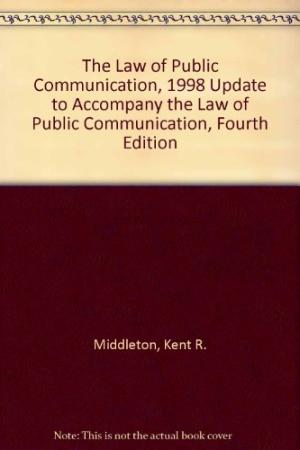 The Law of Public
Communication, 1998 Update
to Accompany the Law of
Public Communication, Fourth
Edition
Middleton, Kent R.
Note: This is not the actual book cover